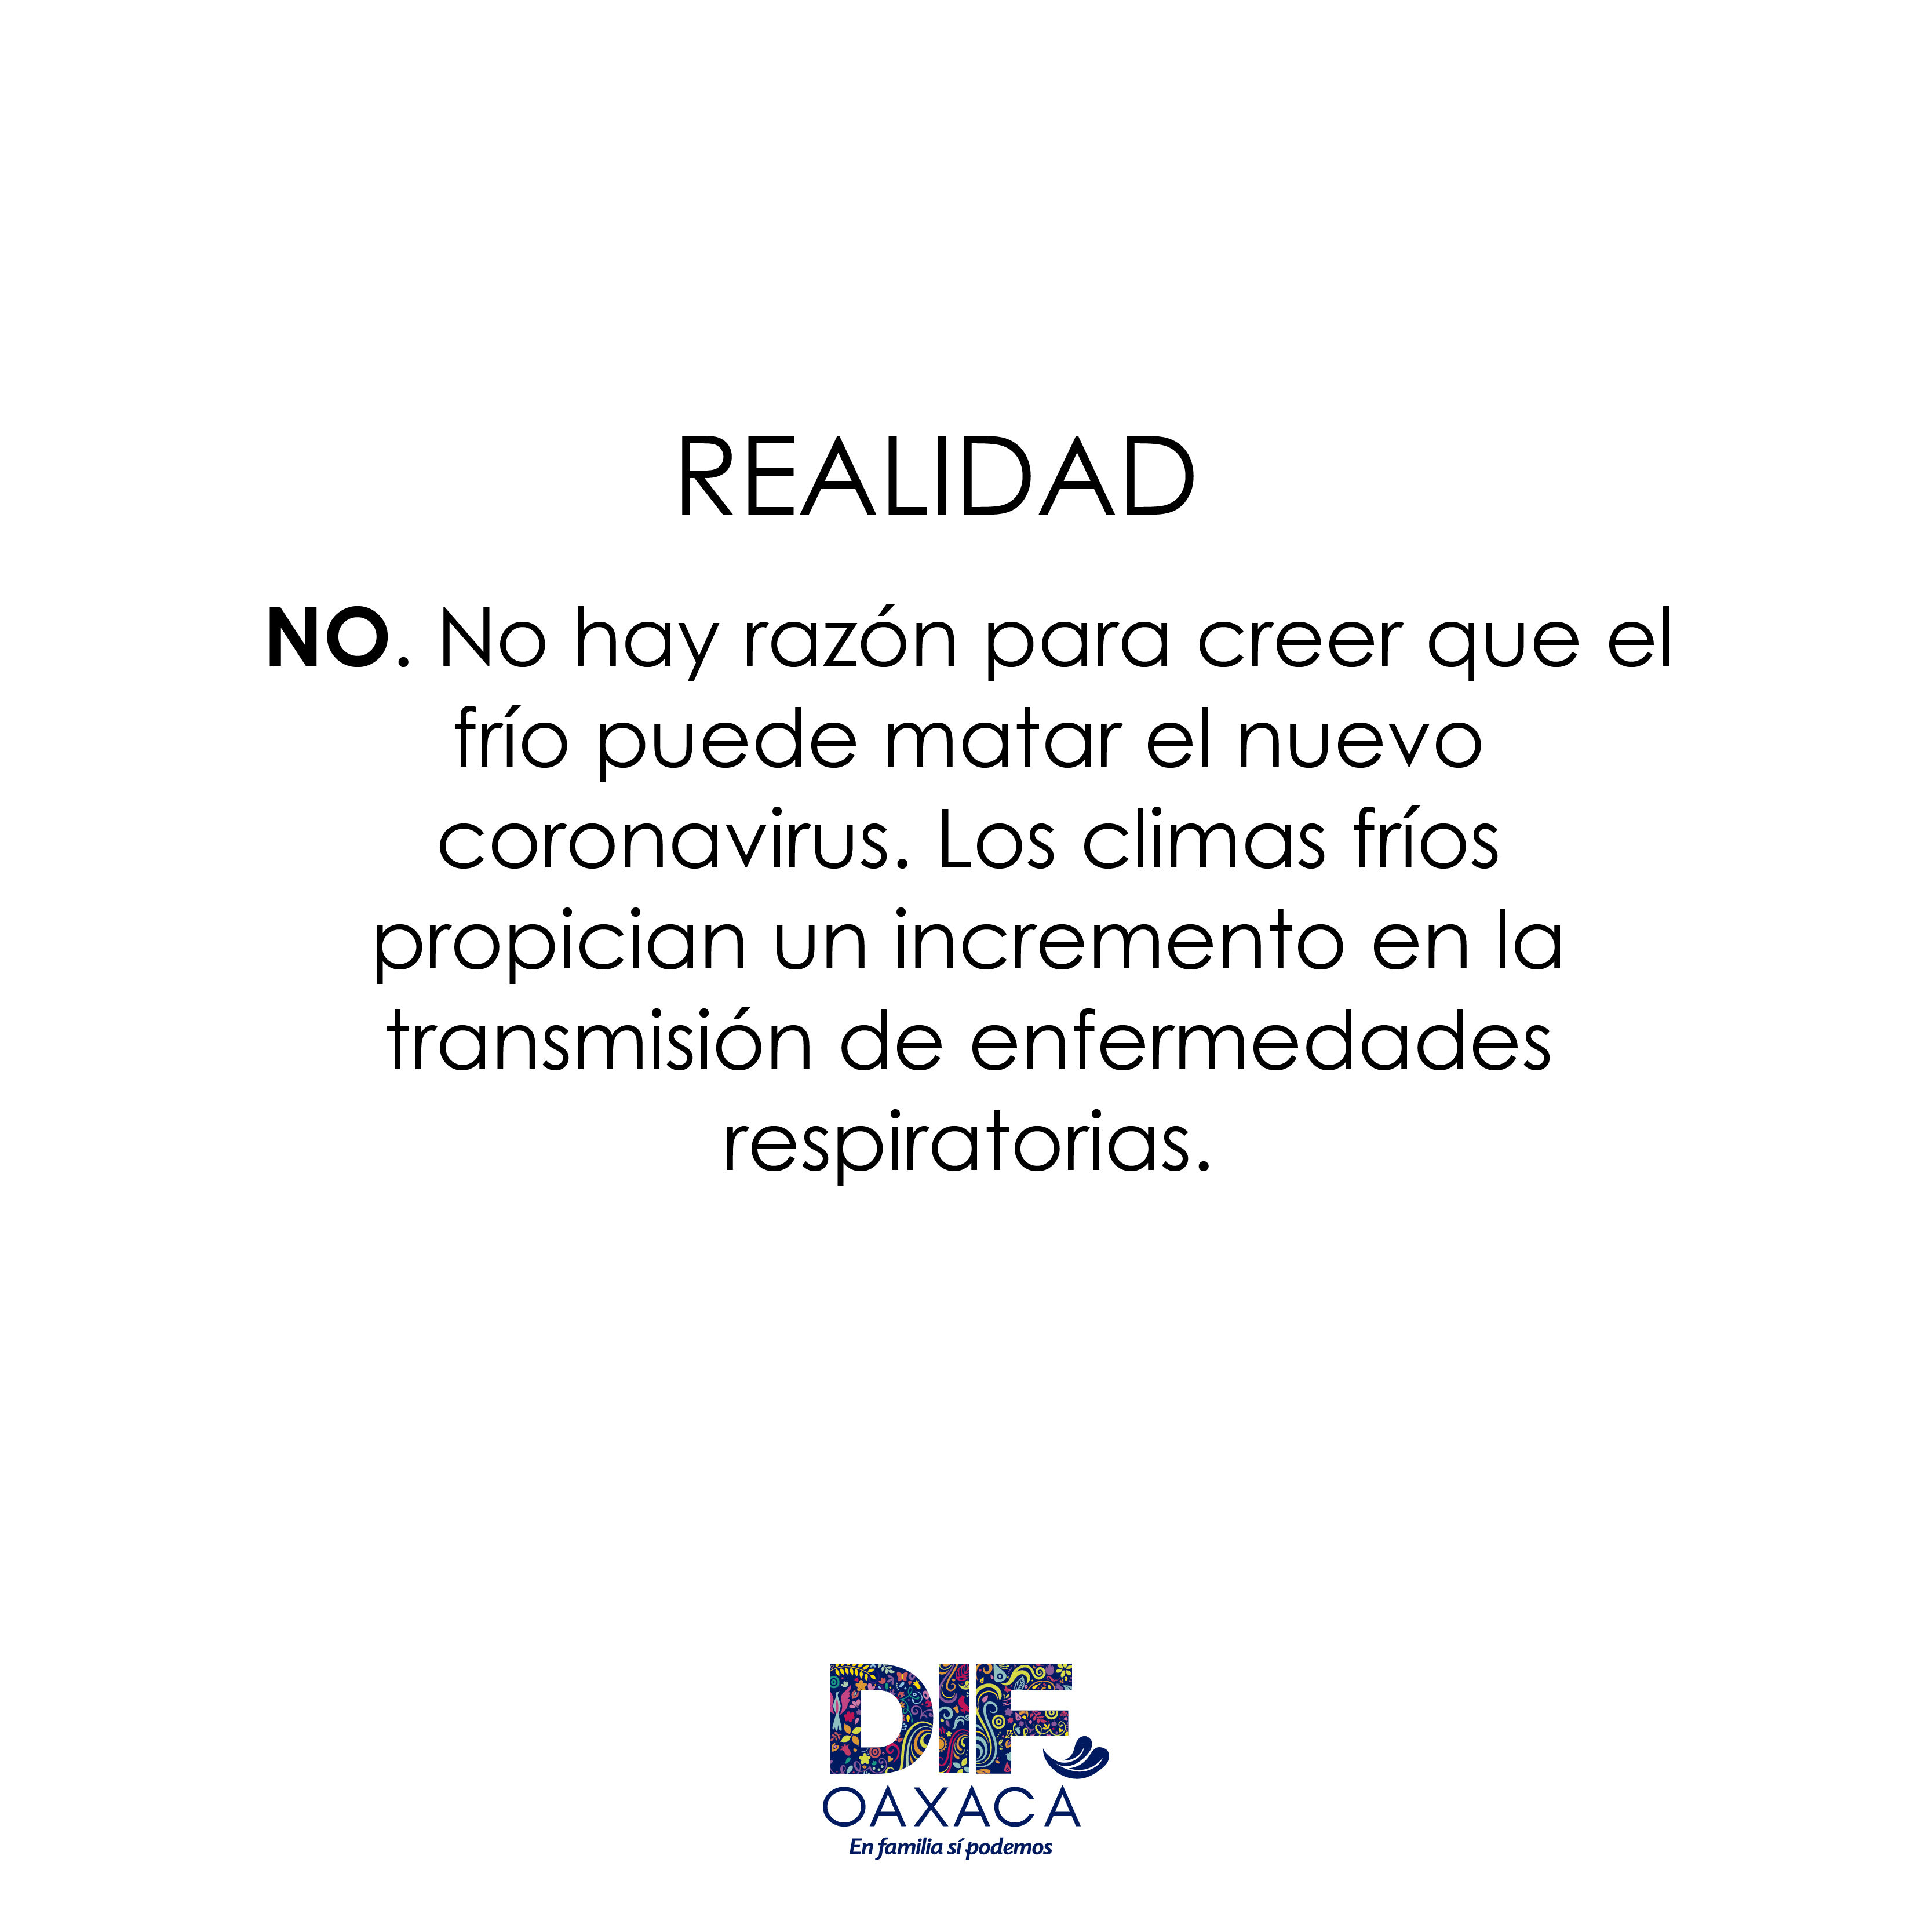 REALIDAD
NO. No hay razón para creer que el
frío puede matar el nuevo
coronavirus. Los climas fríos
propician un incremento en la
transmisión de enfermedades
respiratorias.
DIF
OAXACA
En familia sí podemos